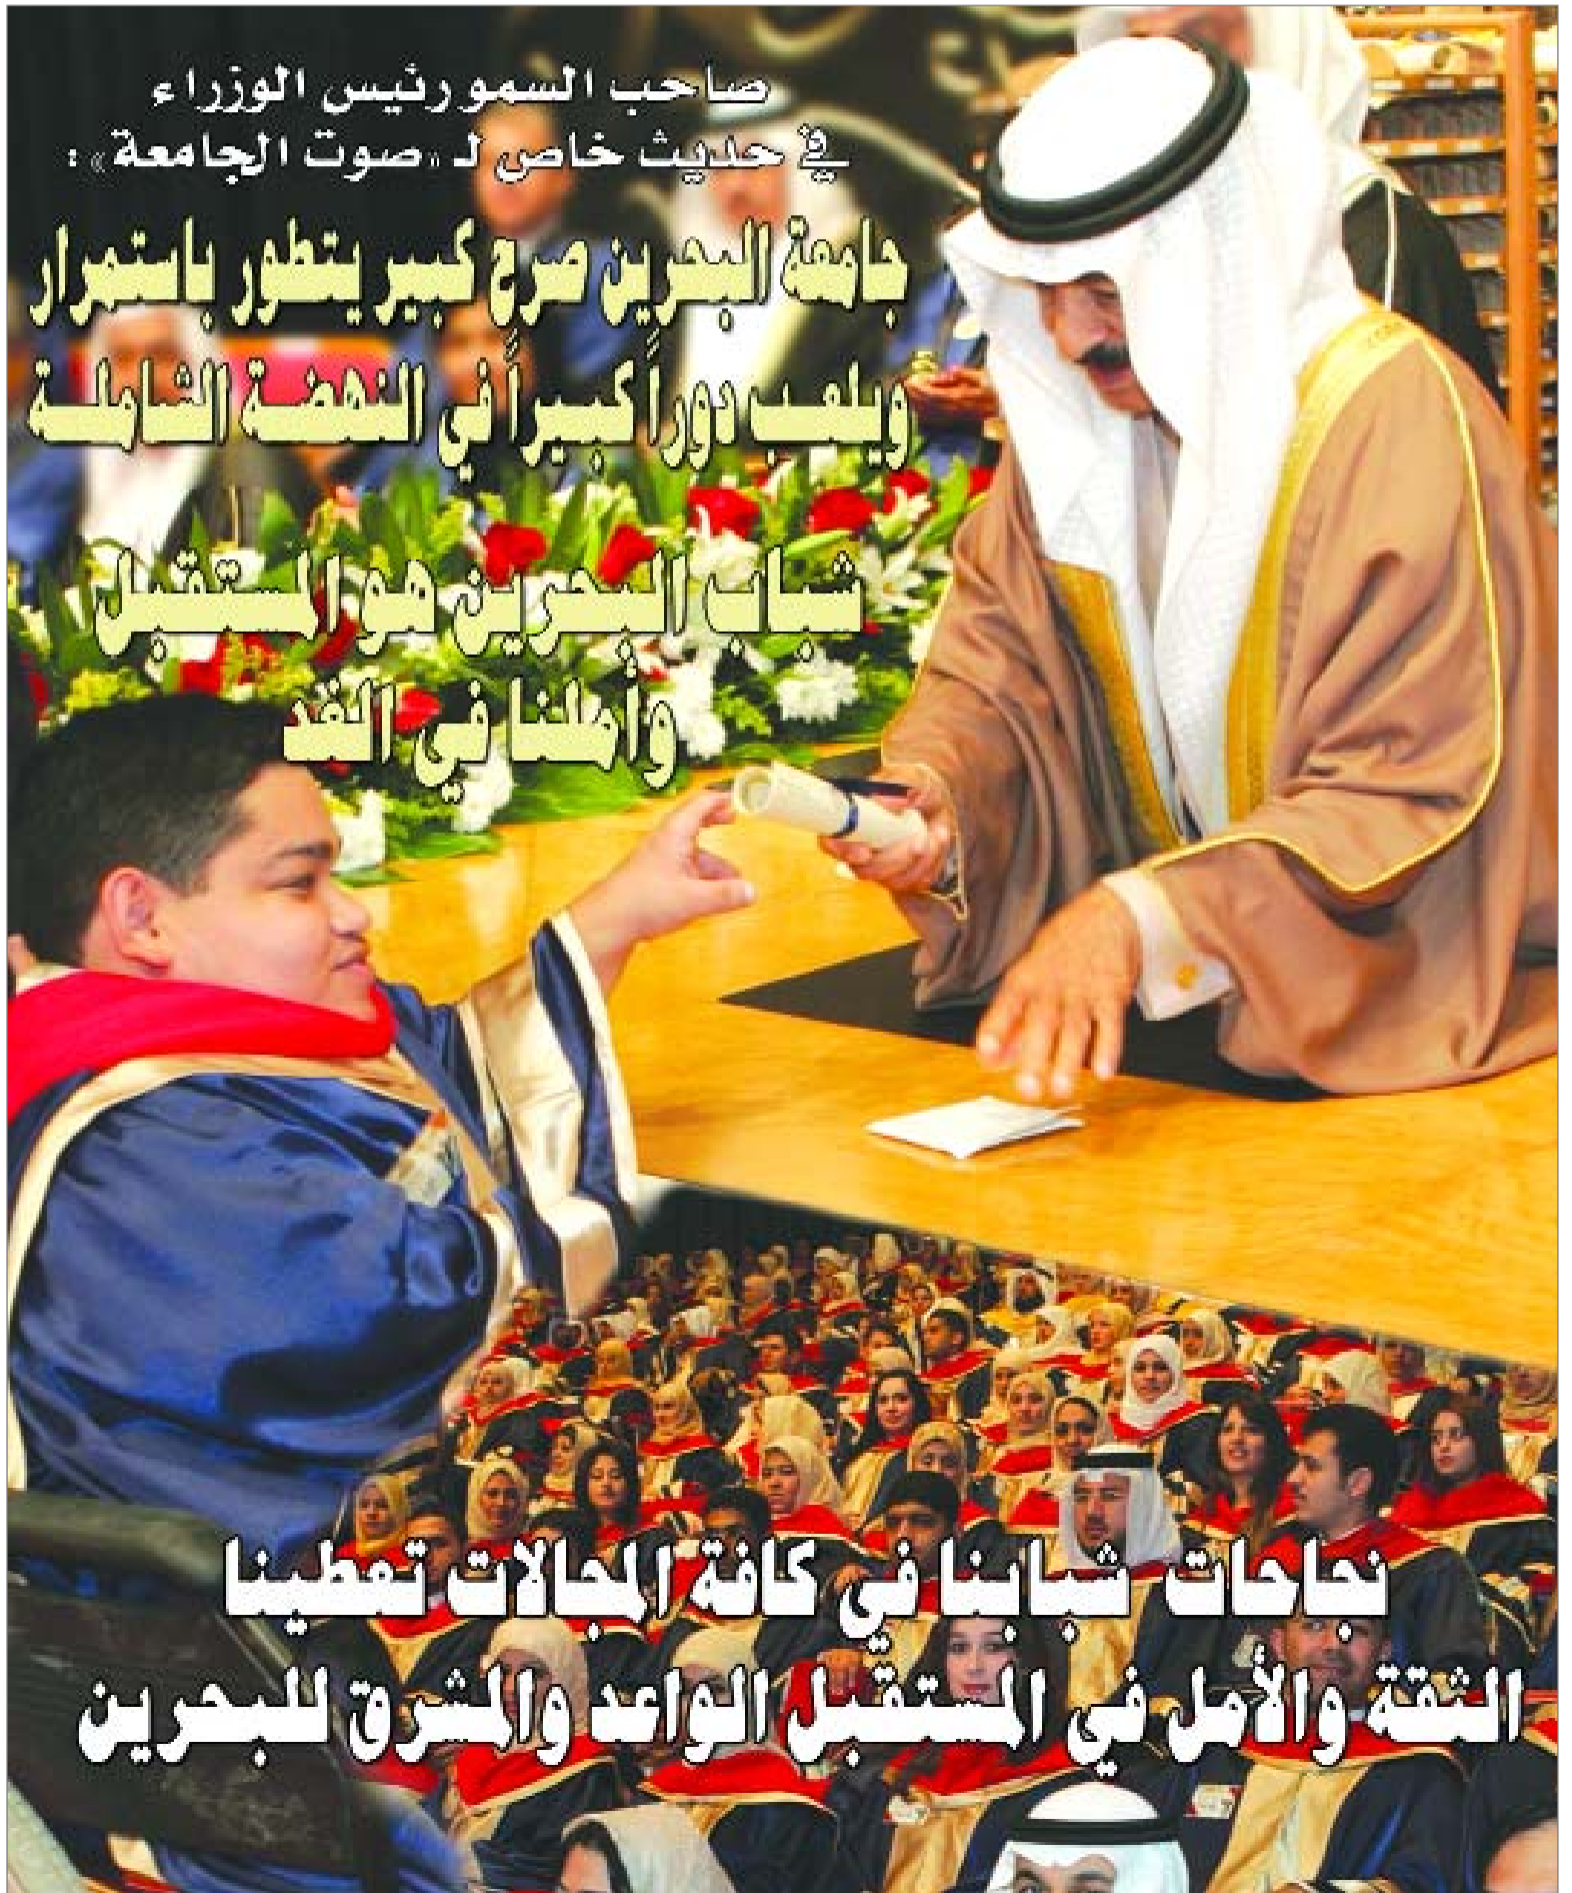 صاحب السمو رئيس الوزراء
في حديث خاص لـ «صوت الجامعة»:
جامعة البحرين صرح كبير يتطور باستمرار
ويلعب دوراً كبيراً في النهضة الشاملة
شباب البحرين هو المستقبل
وأملنا في الغد
نجاحات شبابنا في كافة المجالات تعطينا
الثقة والأمل في المستقبل الواعد والمشرق للبحرين